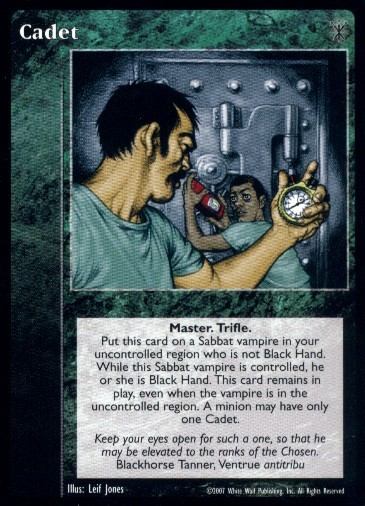 Cadet
Master. Trifle.
Put this card on a Sabbat vampire in your
uncontrolled region who is not Black Hand.
While this Sabbat vampire is controlled, he
or she is Black Hand. This card remains in
play, even when the vampire is in the
uncontrolled region. A minion may have only
one Cadet.
Keep your eyes open for such a one, so that he
may be elevated to the ranks of the Chosen.
Blackhorse Tanner, Ventrue antitribu
Illus: Leif Jones
©2007 White Wolf Publishing, Inc. All Rights Reserved